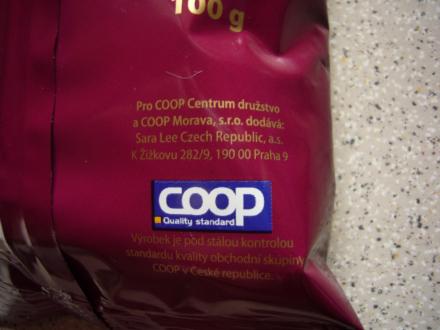 100 g
Pro COOP Centrum družstvo
a COOP Morava, s.r.o. dodává:
Sara Lee Czech Republic, a.s.
K Žižkovu 282/9, 190 00 Praha 9
COOP
Quality standard
Výrobek je pod stálou kontrolou
standardu kvality obchodní skupiny
COOP v České republice.